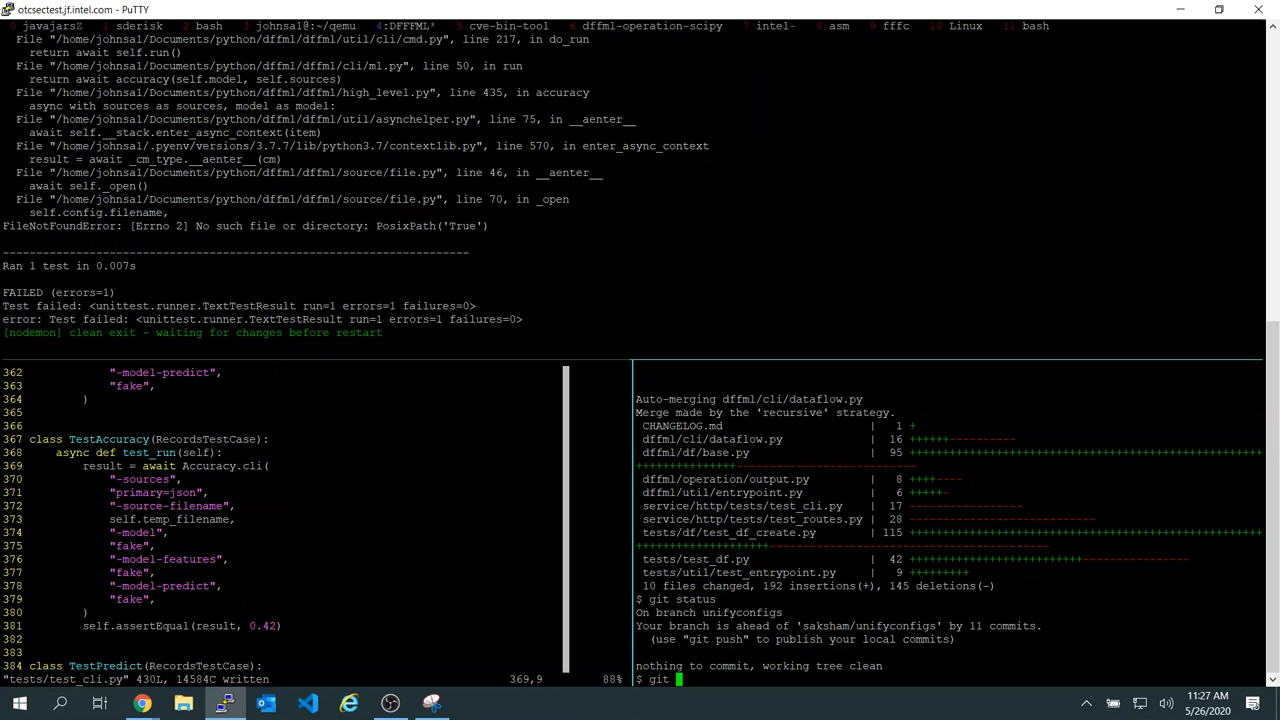 otcsectest.jf.intel.com - PuTTY
0 javajarsZ 1 sderisk 2 bash 3 johnsa1@:~/qemu 4:DFFFML* 5 cve-bin-tool 6 dffml-operation-scipy 7 intel- 8 asm 9 fffc 10 Linux 11 bash
File "/home/johnsa1/Documents/python/dffml/dffml/util/cli/cmd.py", line 217, in do_run
return await self.run()
File "/home/johnsa1/Documents/python/dffml/dffml/cli/ml.py", line 50, in run
return await accuracy(self.model, self.sources)
File "/home/johnsa1/Documents/python/dffml/dffml/high_level.py", line 435, in accuracy
async with sources as sources, model as model:
File "/home/johnsa1/Documents/python/dffml/dffml/util/asynchelper.py", line 75, in __aenter__
await self.__stack.enter_async_context(item)
File "/home/johnsa1/.pyenv/versions/3.7.7/lib/python3.7/contextlib.py", line 570, in enter_async_context
result = await _cm_type.__aenter__(cm)
File "/home/johnsa1/Documents/python/dffml/dffml/source/file.py", line 46, in __aenter__
await self._open()
File "/home/johnsa1/Documents/python/dffml/dffml/source/file.py", line 70, in _open
self.config.filename,
FileNotFoundError: [Errno 2] No such file or directory: PosixPath('True')
----------------------------------------------------------------------
Ran 1 test in 0.007s
FAILED (errors=1)
Test failed: <unittest.runner.TextTestResult run=1 errors=1 failures=0>
error: Test failed: <unittest.runner.TextTestResult run=1 errors=1 failures=0>
[nodemon] clean exit - waiting for changes before restart
362 "-model-predict",
363 "fake",
364 )
365
366
367 class TestAccuracy(RecordsTestCase):
368 async def test_run(self):
369 result = await Accuracy.cli(
370 "-sources",
371 "primary=json",
372 "-source-filename",
373 self.temp_filename,
374 "-model",
375 "fake",
376 "-model-features",
377 "fake",
378 "-model-predict",
379 "fake",
380 )
381 self.assertEqual(result, 0.42)
382
383
384 class TestPredict(RecordsTestCase):
"tests/test_cli.py" 430L, 14584C written 369,9 88%
Auto-merging dffml/cli/dataflow.py
Merge made by the 'recursive' strategy.
CHANGELOG.md | 1 +
dffml/cli/dataflow.py | 16 ++++++----------
dffml/df/base.py | 95 +++++++++++++++++++++++++++++++++++++++++++++++++++++
+++++++++++++++---------------------------
dffml/operation/output.py | 8 ++++----
dffml/util/entrypoint.py | 6 +++++-
service/http/tests/test_cli.py | 17 -----------------
service/http/tests/test_routes.py | 28 ----------------------------
tests/df/test_df_create.py | 115 +++++++++++++++++++++++++++++++++++++++++++++++++++++
++++++++++++++++++++------------------------------------------
tests/test_df.py | 42 ++++++++++++++++++++++++++----------------
tests/util/test_entrypoint.py | 9 +++++++++
10 files changed, 192 insertions(+), 145 deletions(-)
$ git status
On branch unifyconfigs
Your branch is ahead of 'saksham/unifyconfigs' by 11 commits.
(use "git push" to publish your local commits)
nothing to commit, working tree clean
$ git
11:27 AM
5/26/2020